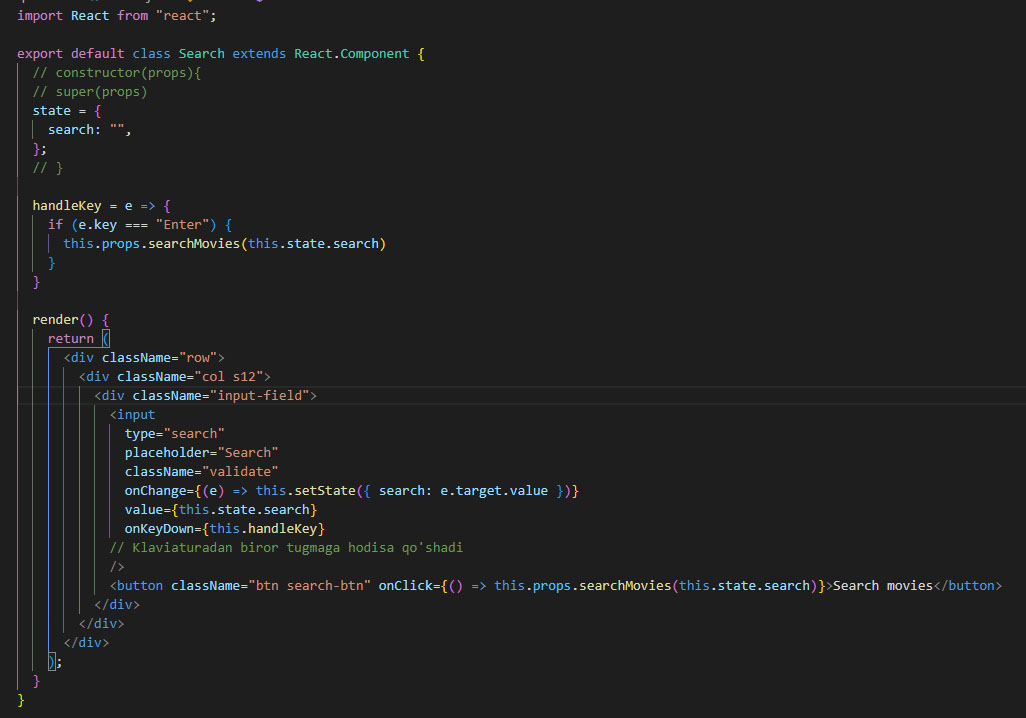 import React from "react";
export default class Search extends React.Component {
// constructor(props){
// super(props)
state = {
search: "",
};
// }
handleKey = e => {
if (e.key === "Enter") {
this.props.searchMovies(this.state.search)
}
}
render() {
return (
<div className="row">
<div className="col s12">
<div className="input-field">
<input
type="search"
placeholder="Search"
className="validate"
onChange={(e) => this.setState({ search: e.target.value })}
value={this.state.search}
onKeyDown={this.handleKey}
// Klaviaturadan biror tugmaga hodisa qo'shadi
/>
<button className="btn search-btn" onClick={() => this.props.searchMovies(this.state.search)}>Search movies</button>
</div>
</div>
</div>
);
}
}